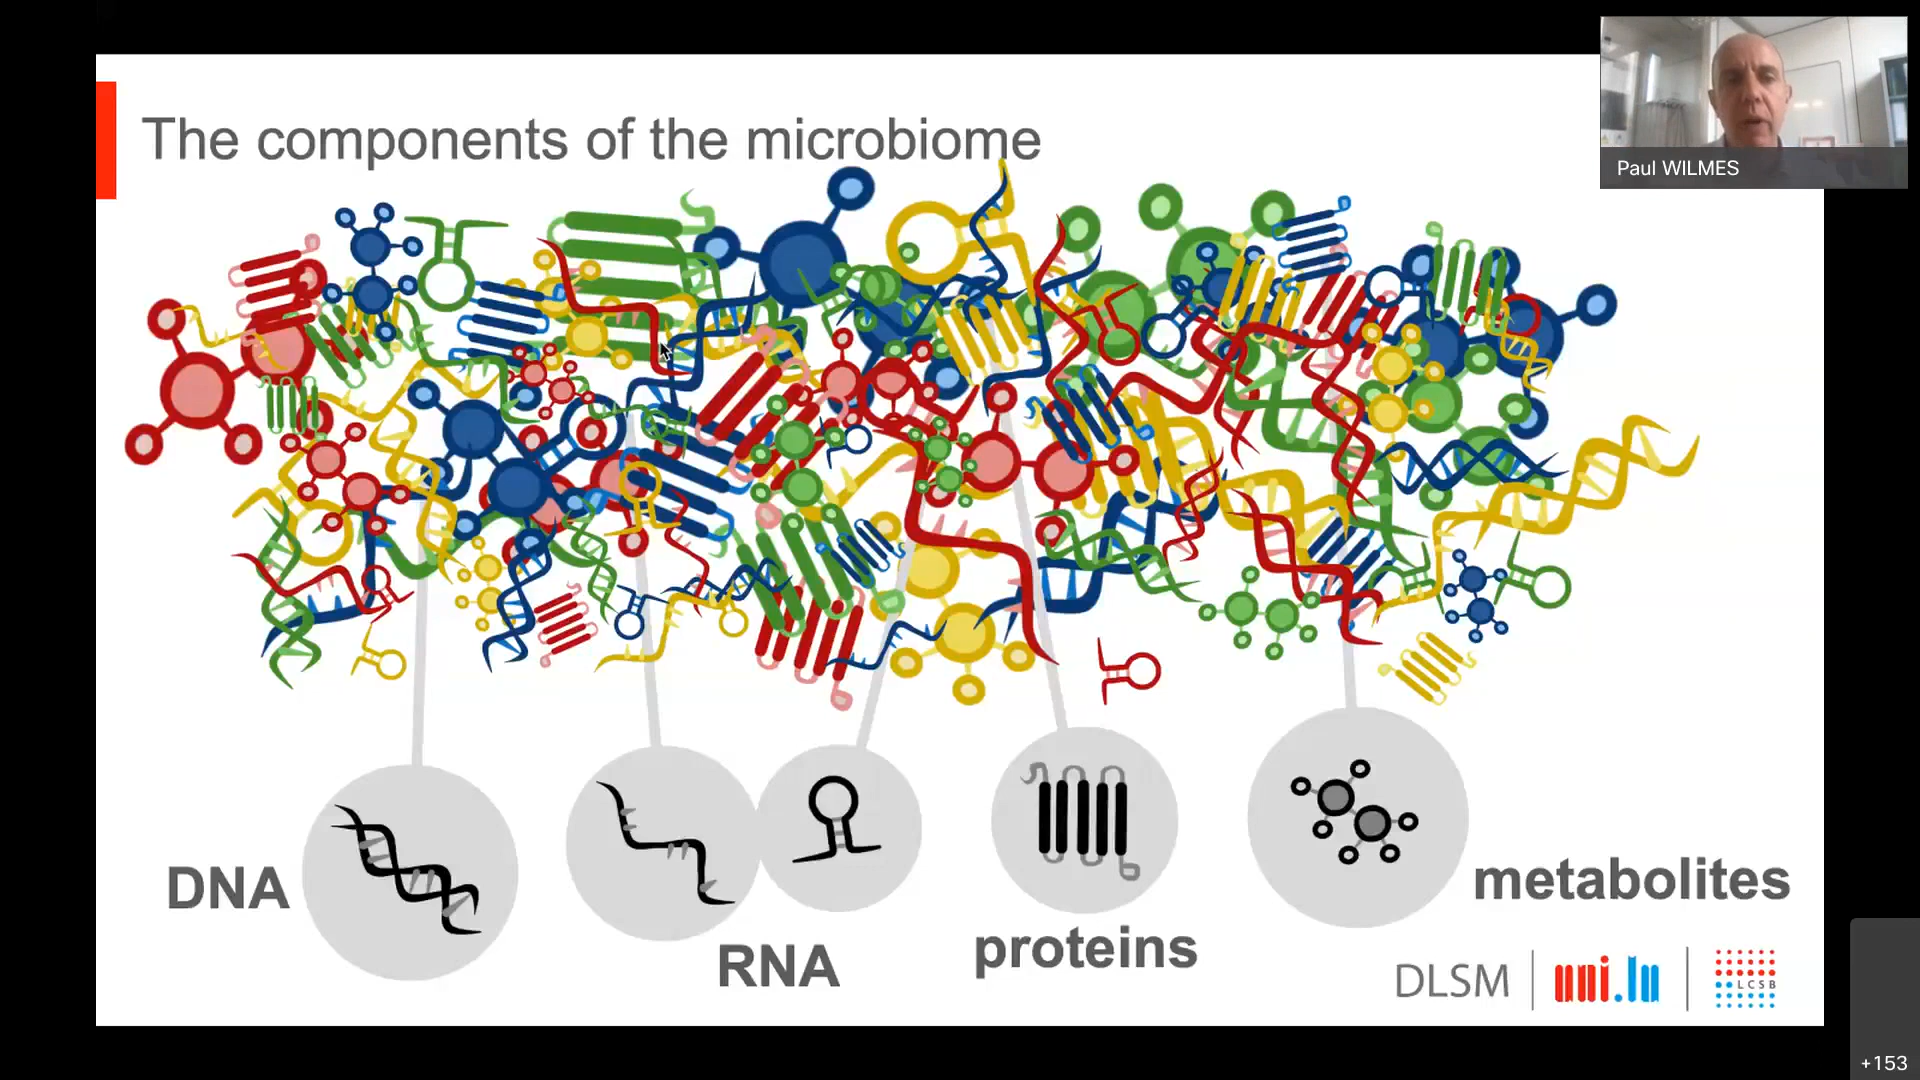 The components of the microbiome
Paul WILMES
DNA
RNA
proteins
metabolites
DLSM
uni.lu
LCSB
+153